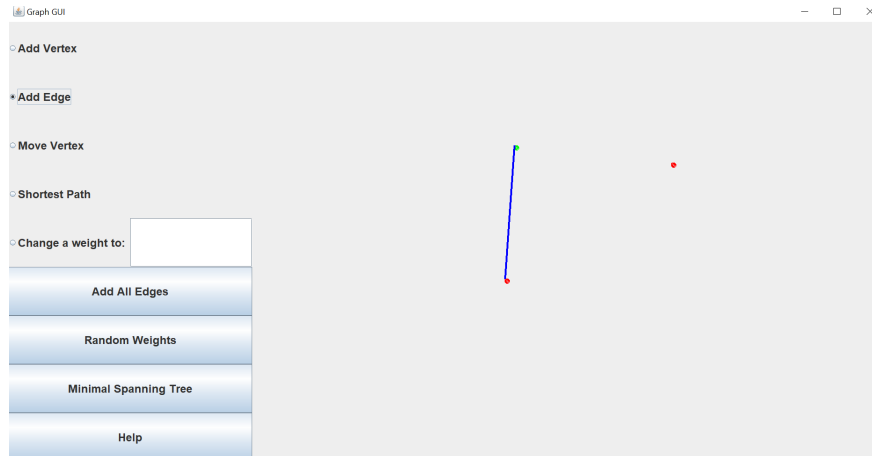 Graph GUI
Add Vertex
Add Edge
Move Vertex
Shortest Path
Change a weight to:
Add All Edges
Random Weights
Minimal Spanning Tree
Help